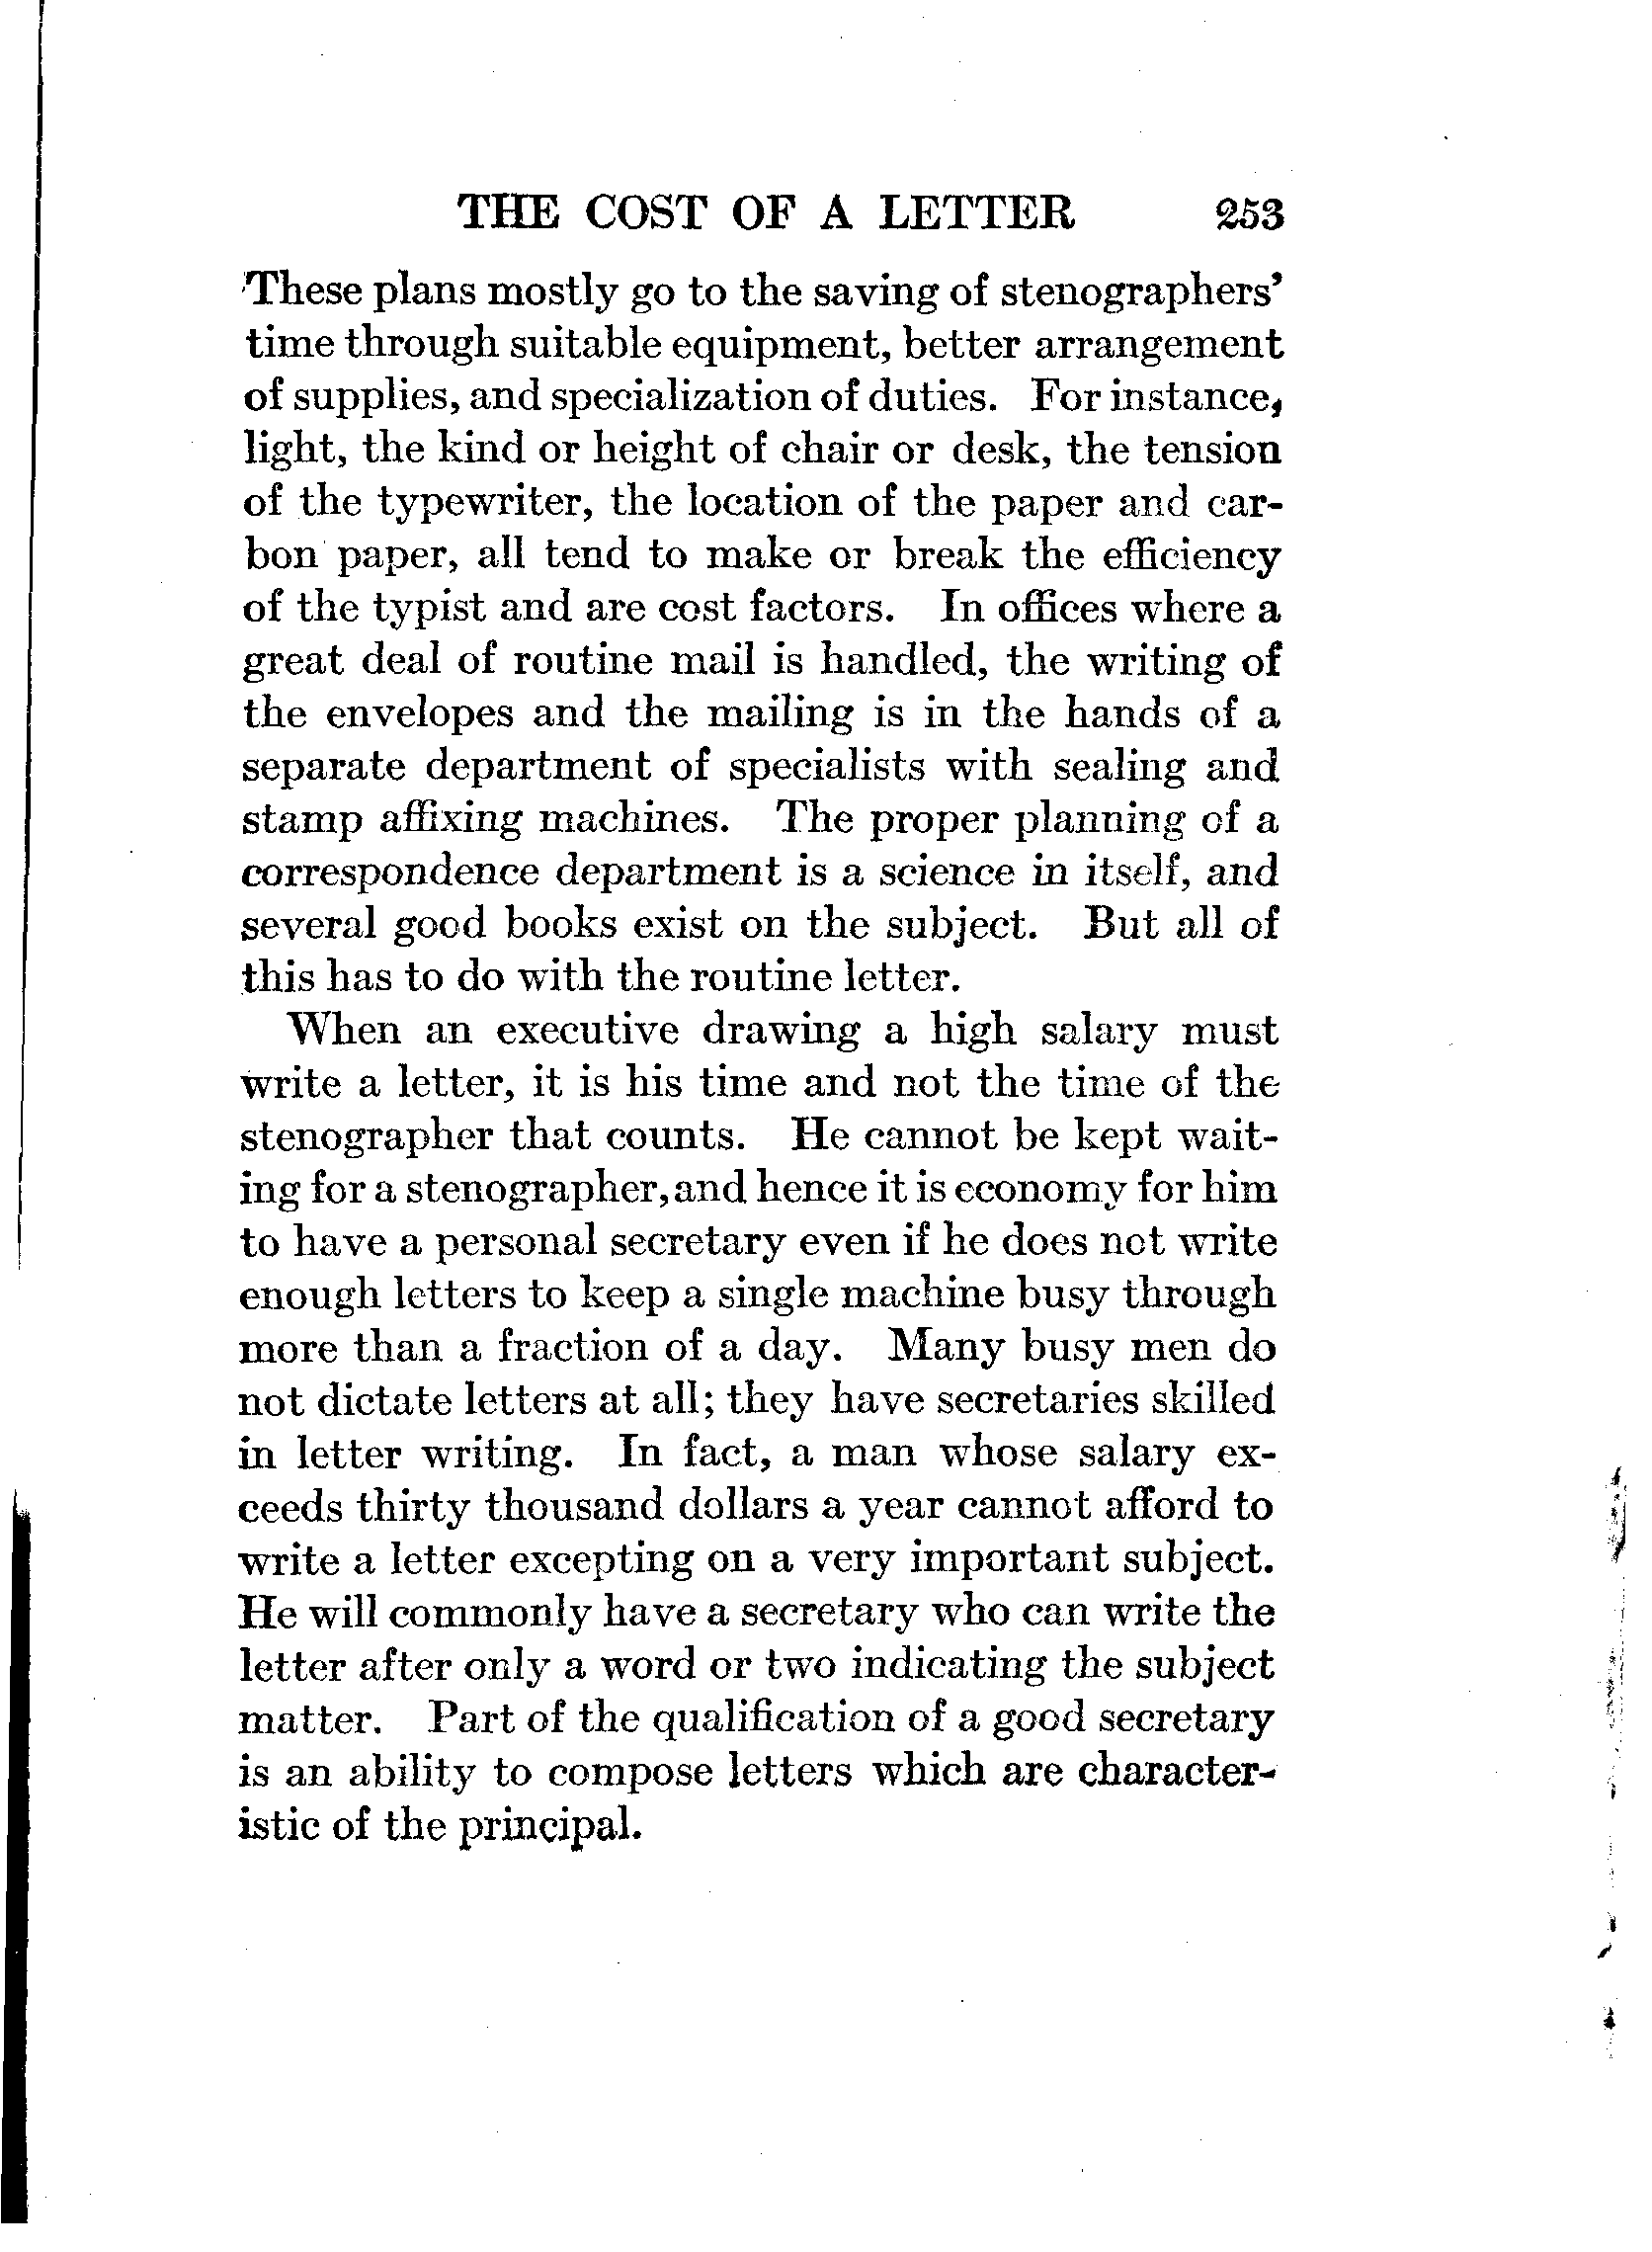 THE COST OF A LETTER 253
These plans mostly go to the saving of stenographers'
time through suitable equipment, better arrangement
of supplies, and specialization of duties. For instance,
light, the kind or height of chair or desk, the tension
of the typewriter, the location of the paper and car-
bon paper, all tend to make or break the efficiency
of the typist and are cost factors. In offices where a
great deal of routine mail is handled, the writing of
the envelopes and the mailing is in the hands of a
separate department of specialists with sealing and
stamp affixing machines. The proper planning of a
correspondence department is a science in itself, and
several good books exist on the subject. But all of
this has to do with the routine letter.
When an executive drawing a high salary must
write a letter, it is his time and not the time of the
stenographer that counts. He cannot be kept wait-
ing for a stenographer, and hence it is economy for him
to have a personal secretary even if he does not write
enough letters to keep a single machine busy through
more than a fraction of a day. Many busy men do
not dictate letters at all; they have secretaries skilled
in letter writing. In fact, a man whose salary ex-
ceeds thirty thousand dollars a year cannot afford to
write a letter excepting on a very important subject.
He will commonly have a secretary who can write the
letter after only a word or two indicating the subject
matter. Part of the qualification of a good secretary
is an ability to compose letters which are character-
istic of the principal.